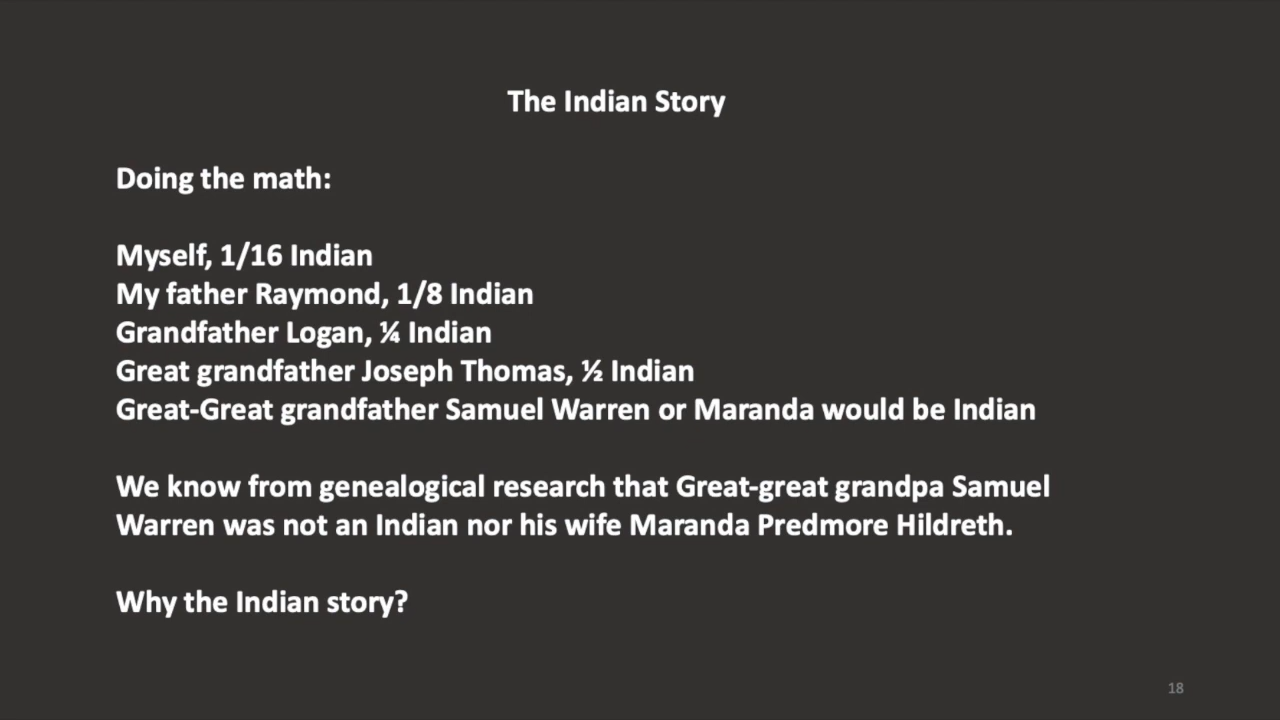 The Indian Story
Doing the math:
Myself, 1/16 Indian
My father Raymond, 1/8 Indian
Grandfather Logan, ¼ Indian
Great grandfather Joseph Thomas, ½ Indian
Great-Great grandfather Samuel Warren or Maranda would be Indian
We know from genealogical research that Great-great grandpa Samuel
Warren was not an Indian nor his wife Maranda Predmore Hildreth.
Why the Indian story?
18